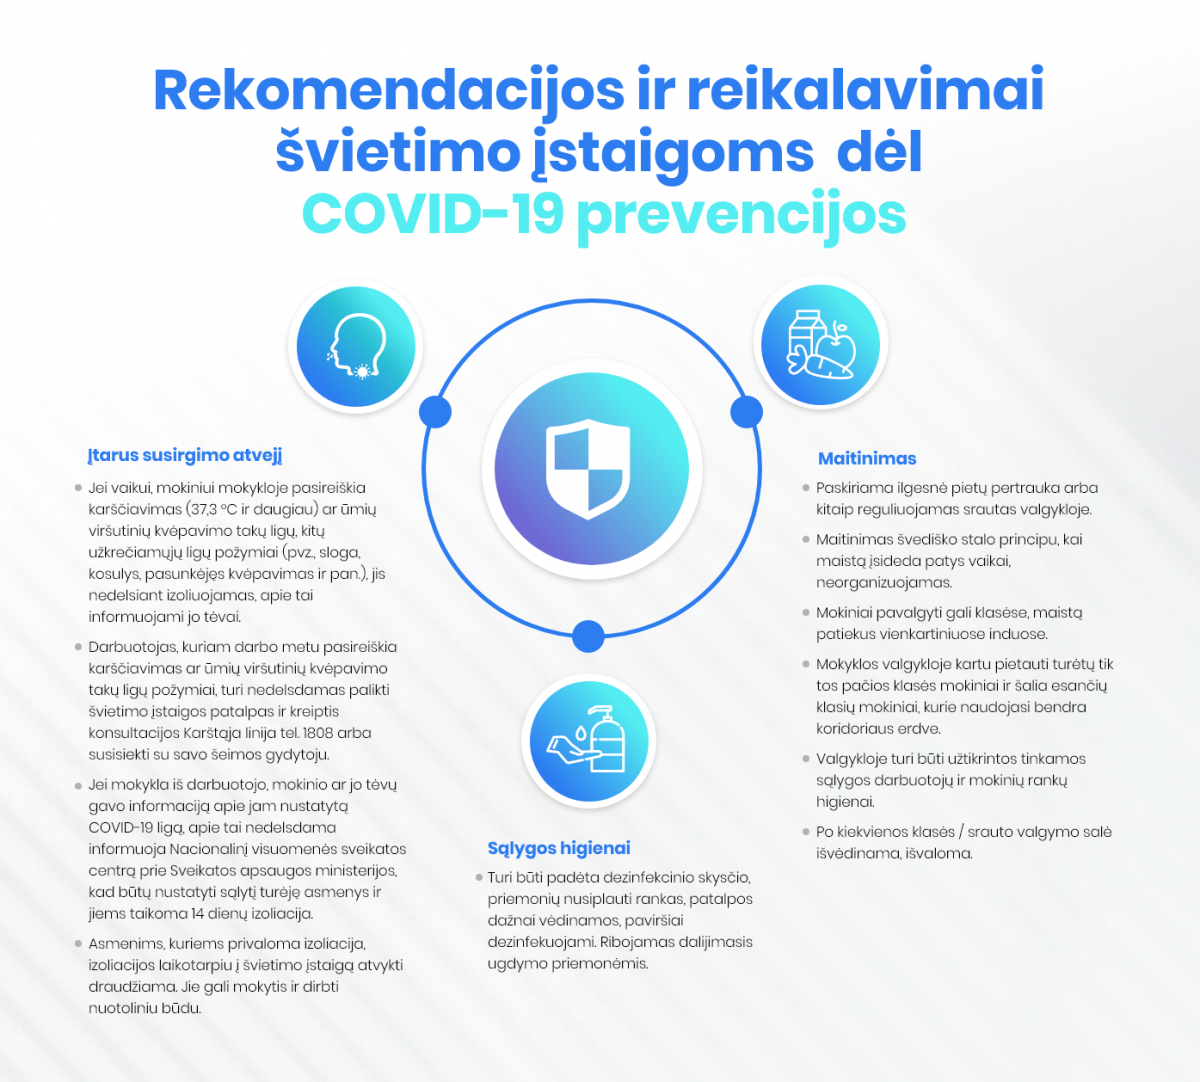 Rekomendacijos ir reikalavimai
švietimo įstaigoms dėl
COVID-19 prevencijos
Įtarus susirgimo atvejį
Jei vaikui, mokiniui mokykloje pasireiškia
karščiavimas (37,3 °C ir daugiau) ar ūmių
viršutinių kvėpavimo takų ligų, kitų
užkrečiamųjų ligų požymiai (pvz., sloga,
kosulys, pasunkėjęs kvėpavimas ir pan.), jis
nedelsiant izoliuojamas, apie tai
informuojami jo tėvai.
Darbuotojas, kuriam darbo metu pasireiškia
karščiavimas ar ūmių viršutinių kvėpavimo
takų ligų požymiai, turi nedelsdamas palikti
švietimo įstaigos patalpas ir kreiptis
konsultacijos Karštąja linija tel. 1808 arba
susisiekti su savo šeimos gydytoju.
Jei mokykla iš darbuotojo, mokinio ar jo tėvų
gavo informaciją apie jam nustatytą
COVID-19 ligą, apie tai nedelsdama
informuoja Nacionalinį visuomenės sveikatos
centrą prie Sveikatos apsaugos ministerijos,
kad būtų nustatyti sąlytį turėję asmenys ir
jiems taikoma 14 dienų izoliacija.
Asmenims, kuriems privaloma izoliacija,
izoliacijos laikotarpiu į švietimo įstaigą atvykti
draudžiama. Jie gali mokytis ir dirbti
nuotoliniu būdu.
Sąlygos higienai
Turi būti padėta dezinfekcinio skysčio,
priemonių nusiplauti rankas, patalpos
dažnai vėdinamos, paviršiai
dezinfekuojami. Ribojamas dalijimasis
ugdymo priemonėmis.
Maitinimas
Paskiriama ilgesnė pietų pertrauka arba
kitaip reguliuojamas srautas valgykloje.
Maitinimas švediško stalo principu, kai
maistą įsideda patys vaikai,
neorganizuojamas.
Mokiniai pavalgyti gali klasėse, maistą
patiekus vienkartiniuose induose.
Mokyklos valgykloje kartu pietauti turėtų tik
tos pačios klasės mokiniai ir šalia esančių
klasių mokiniai, kurie naudojasi bendra
koridoriaus erdve.
Valgykloje turi būti užtikrintos tinkamos
sąlygos darbuotojų ir mokinių rankų
higienai.
Po kiekvienos klasės / srauto valgymo salė
išvėdinama, išvaloma.